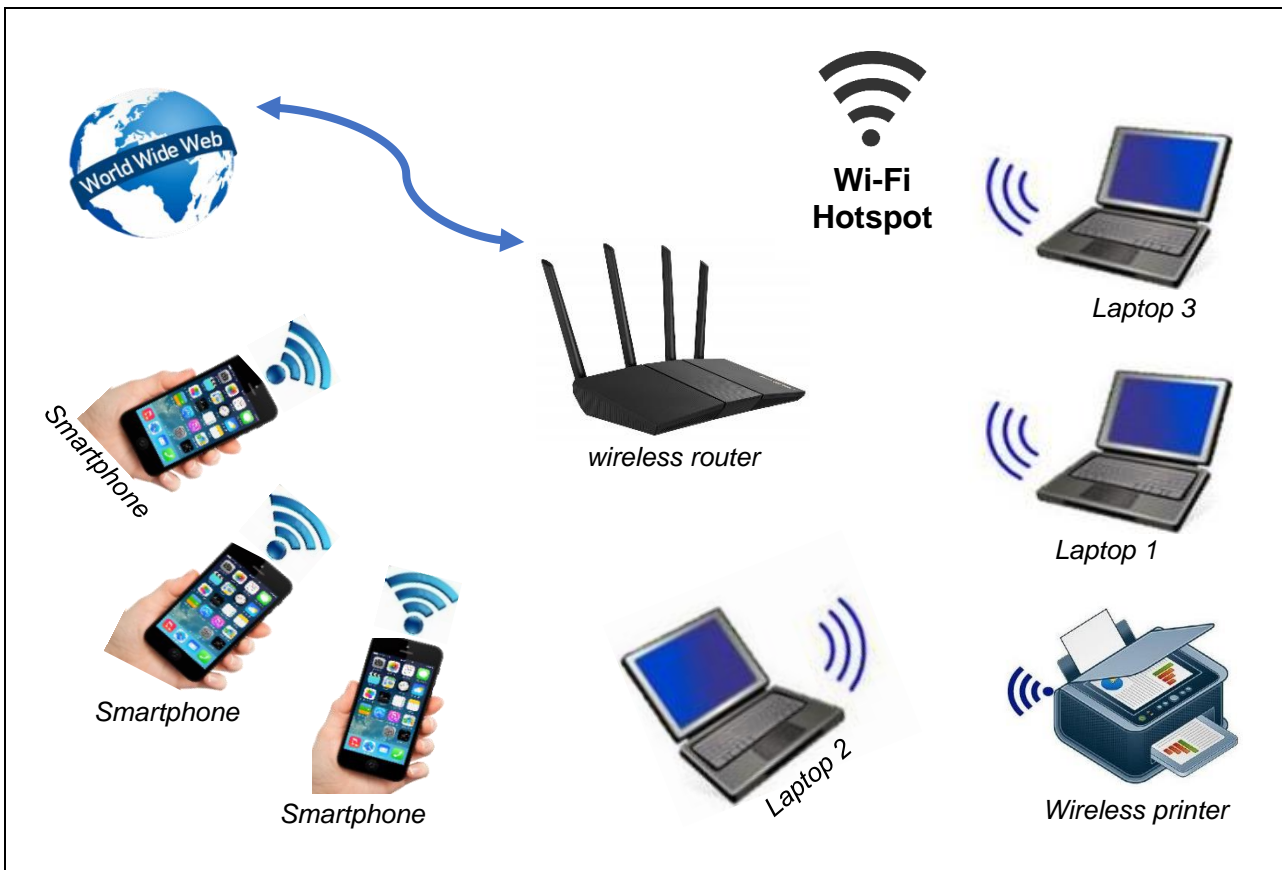 World Wide Web
Wi-Fi
Hotspot
Laptop 3
Smartphone
wireless router
Laptop 1
Smartphone
Laptop 2
Smartphone
Wireless printer